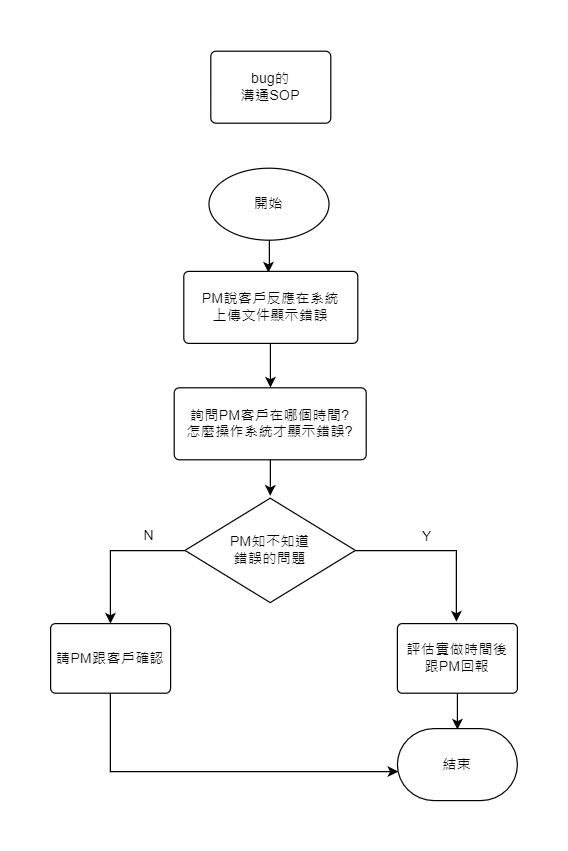 bug的
溝通SOP
開始
PM說客戶反應在系統
上傳文件顯示錯誤
詢問PM客戶在哪個時間?
怎麼操作系統才顯示錯誤?
PM知不知道
錯誤的問題
N
Y
請PM跟客戶確認
評估實做時間後
跟PM回報
結束